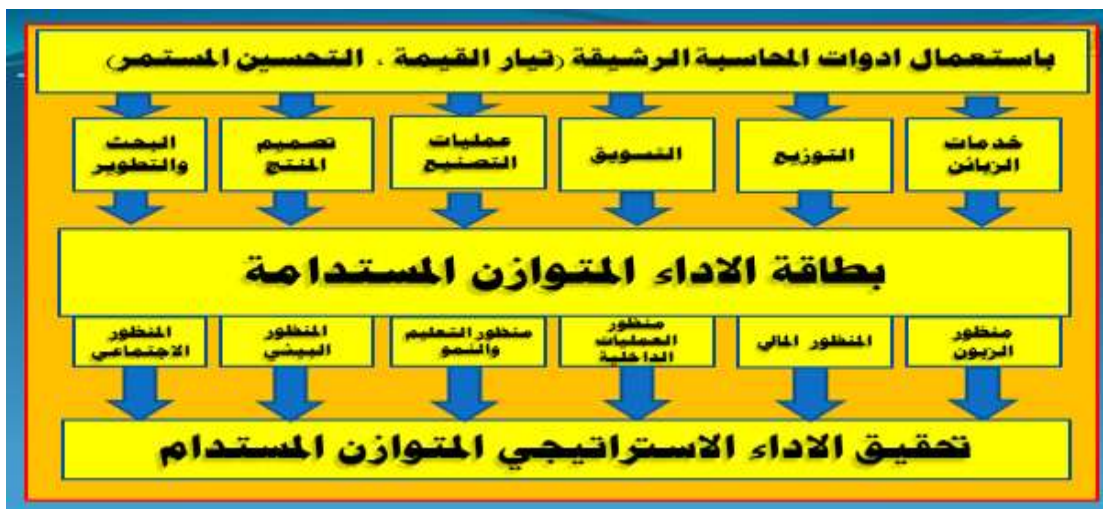 باستعمال ادوات المحاسبة الرشيقة (تيار القيمة ، التحسين المستمر)
خدمات
الزبائن
التوزيع
التسويق
عمليات
التصنيع
تصميم
المنتج
البحث
والتطوير
بطاقة الاداء المتوازن المستدامة
منظور
الزبون
المنظور المالي
منظور
العمليات
الداخلية
منظور التعليم
والنمو
المنظور
البيئي
المنظور
الاجتماعي
تحقيق الاداء الاستراتيجي المتوازن المستدام